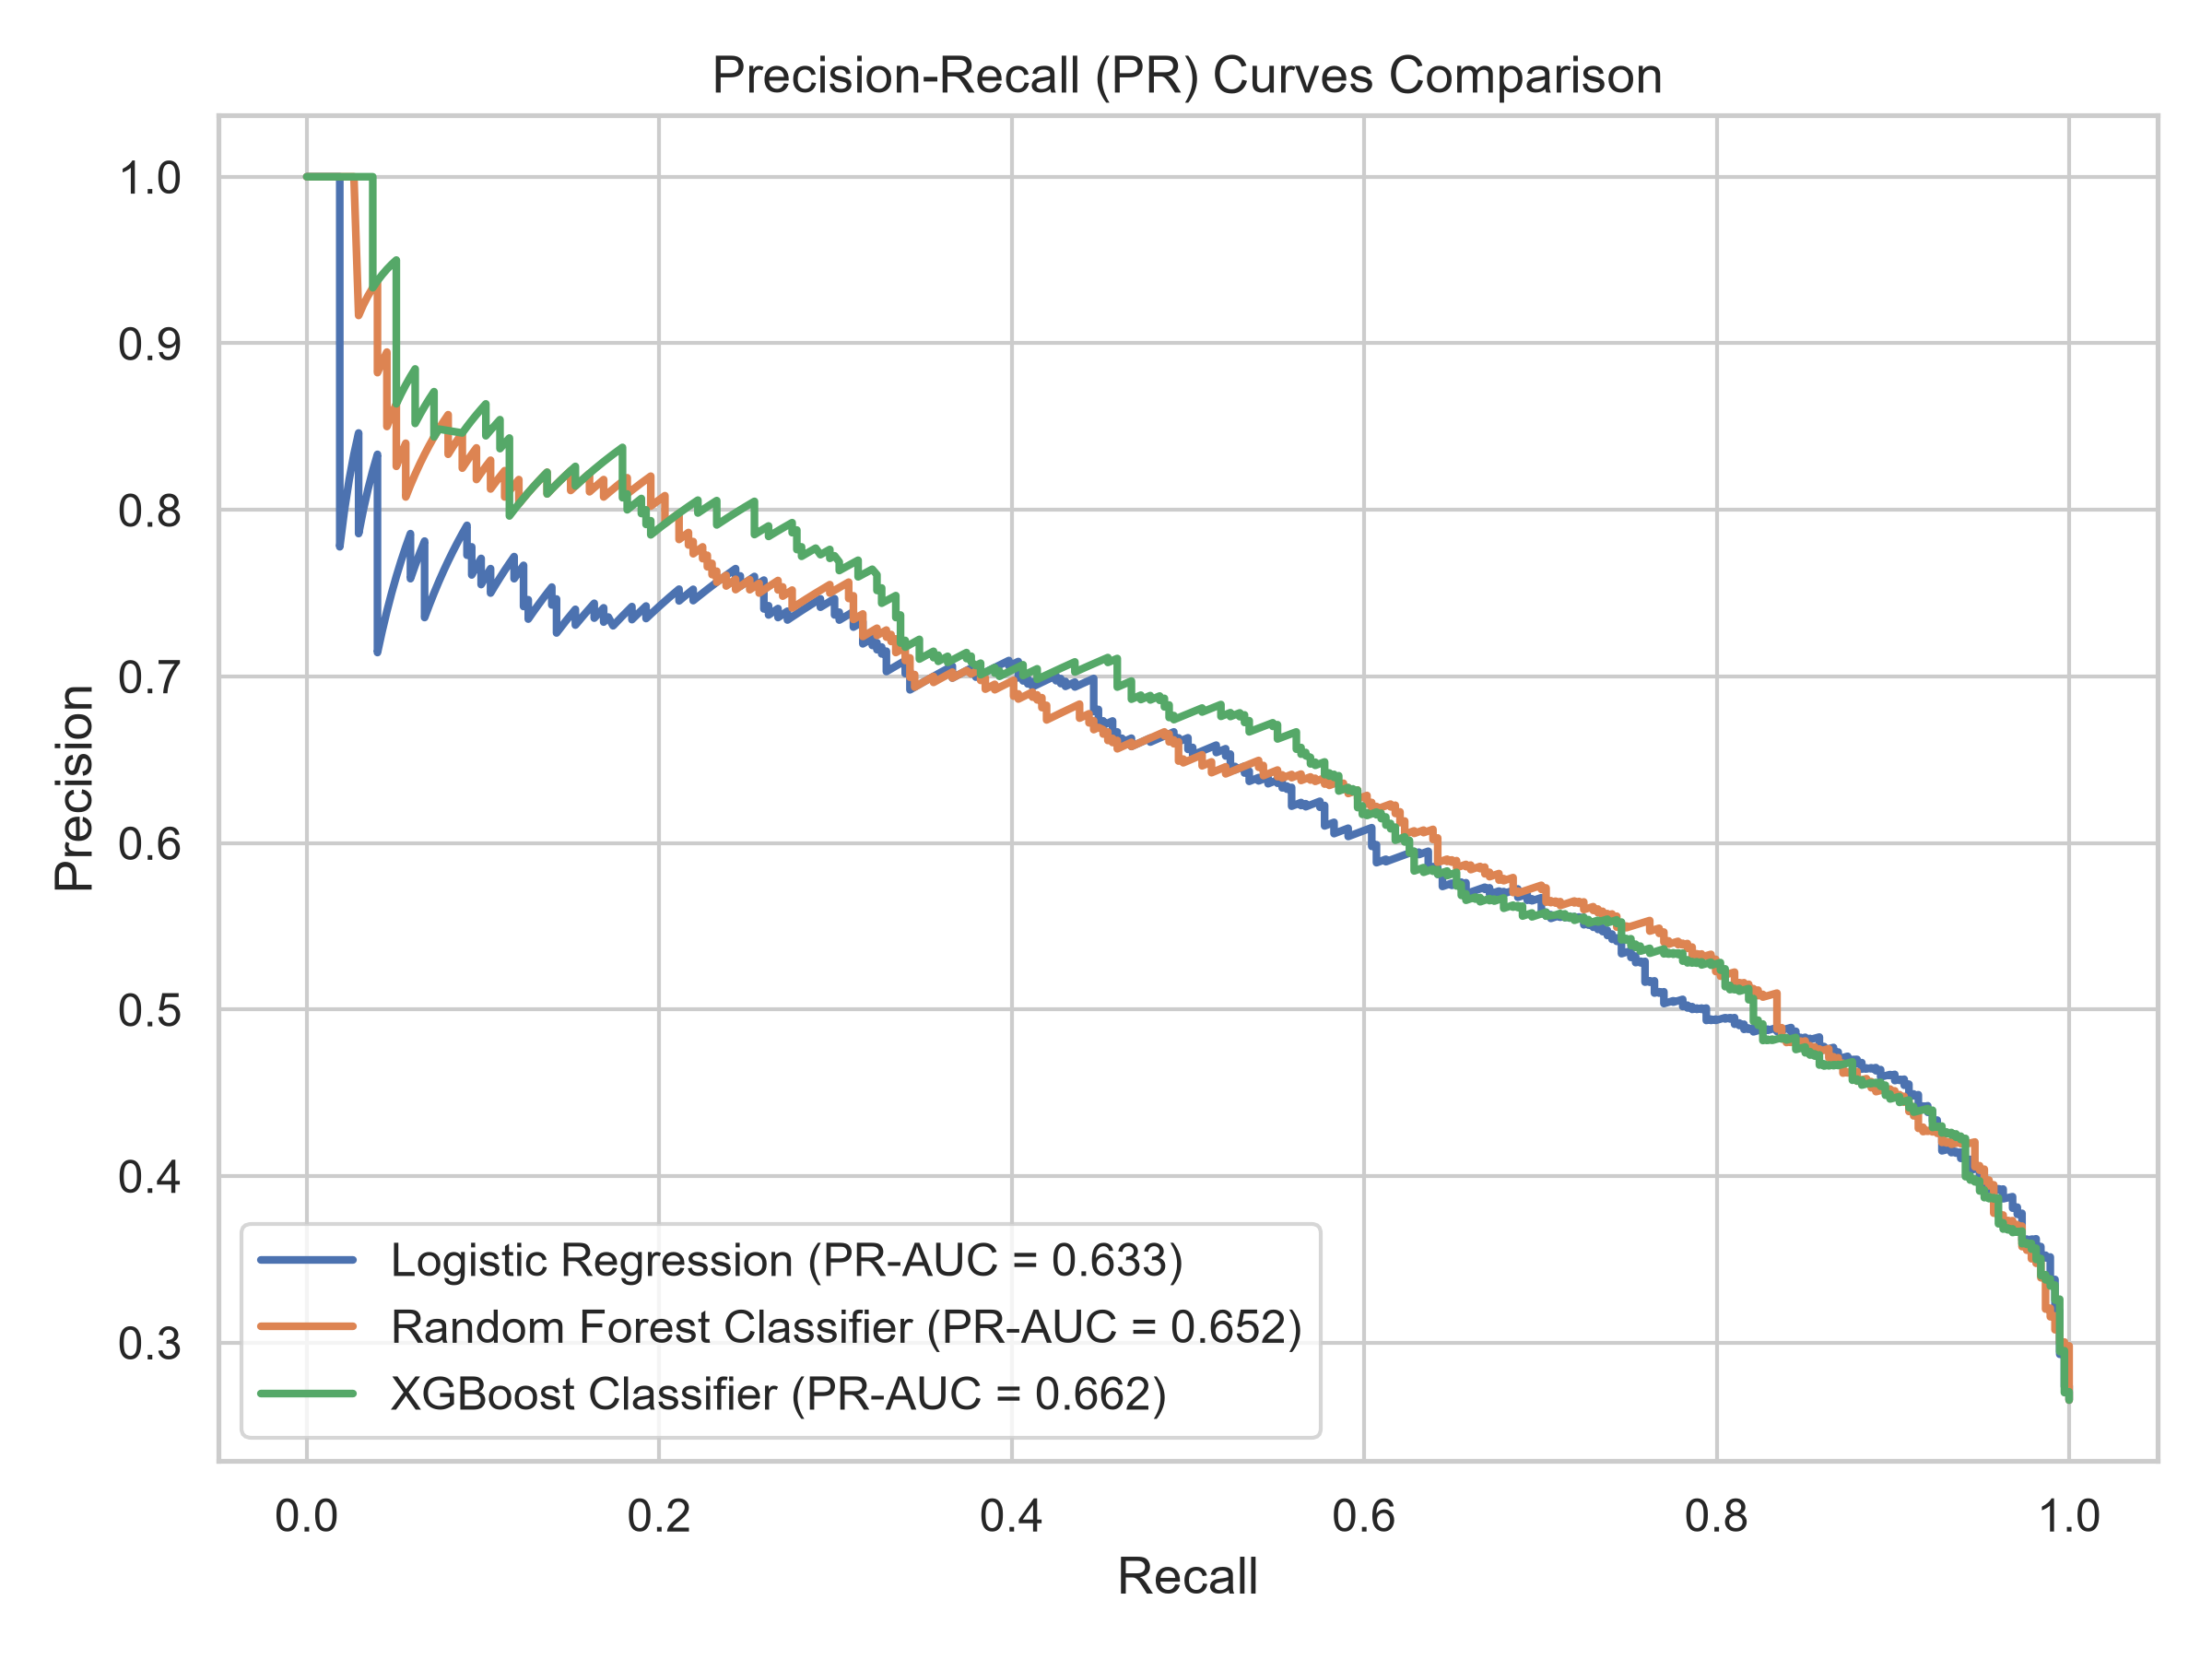 Precision-Recall (PR) Curves Comparison
1.0
0.9
0.8
0.7
0.6
0.5
0.4
0.3
Precision
Logistic Regression (PR-AUC = 0.633)
Random Forest Classifier (PR-AUC = 0.652)
XGBoost Classifier (PR-AUC = 0.662)
0.0 0.2 0.4 0.6 0.8 1.0
Recall